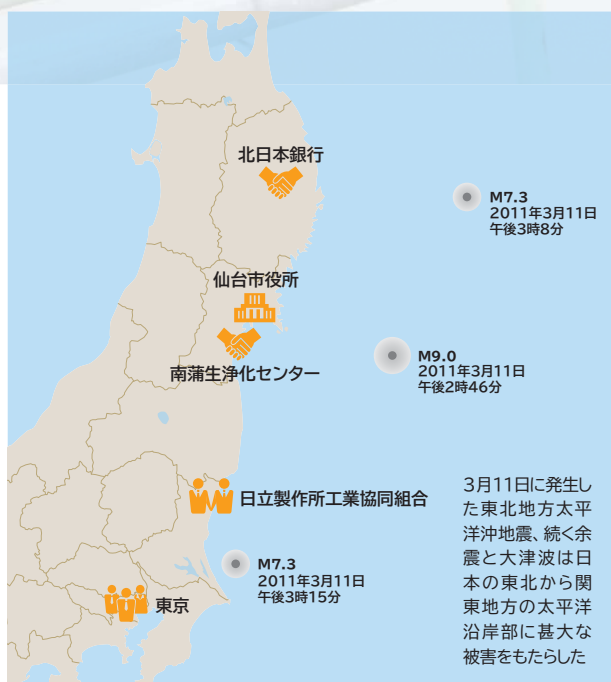 北日本銀行
M7.3
2011年3月11日
午後3時8分
仙台市役所
南蒲生浄化センター
M9.0
2011年3月11日
午後2時46分
日立製作所工業協同組合
M7.3
2011年3月11日
午後3時15分
東京
3月11日に発生し
た東北地方太平
洋沖地震、続く余
震と大津波は日
本の東北から関
東地方の太平洋
沿岸部に甚大な
被害をもたらした